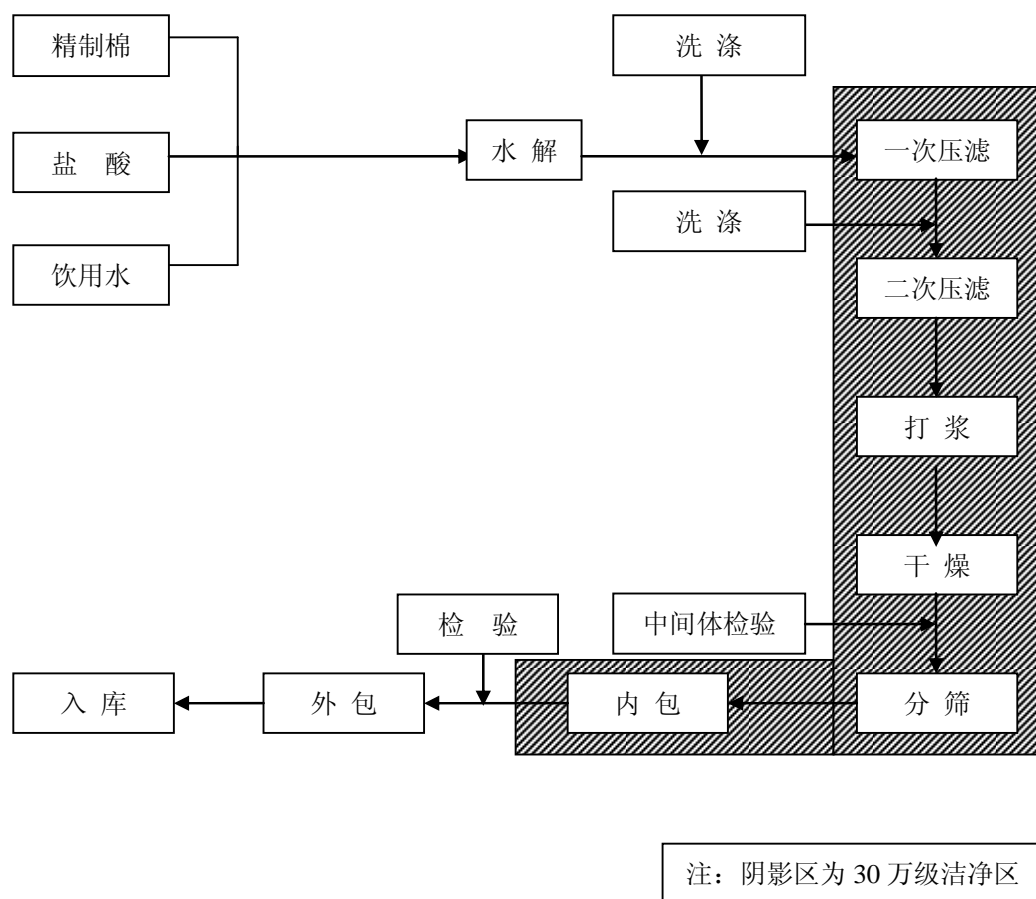 精制棉
洗 涤
盐 酸
水 解
一次压滤
洗 涤
饮用水
二次压滤
打 浆
干 燥
检 验
中间体检验
入 库
外 包
内 包
分 筛
注：阴影区为 30 万级洁净区